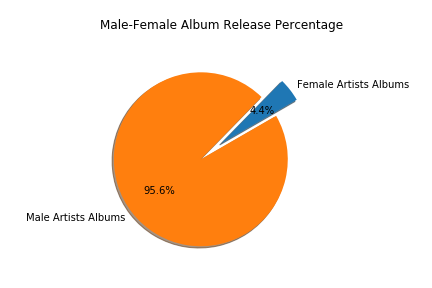 Male-Female Album Release Percentage
Female Artists Albums
4.4%
95.6%
Male Artists Albums